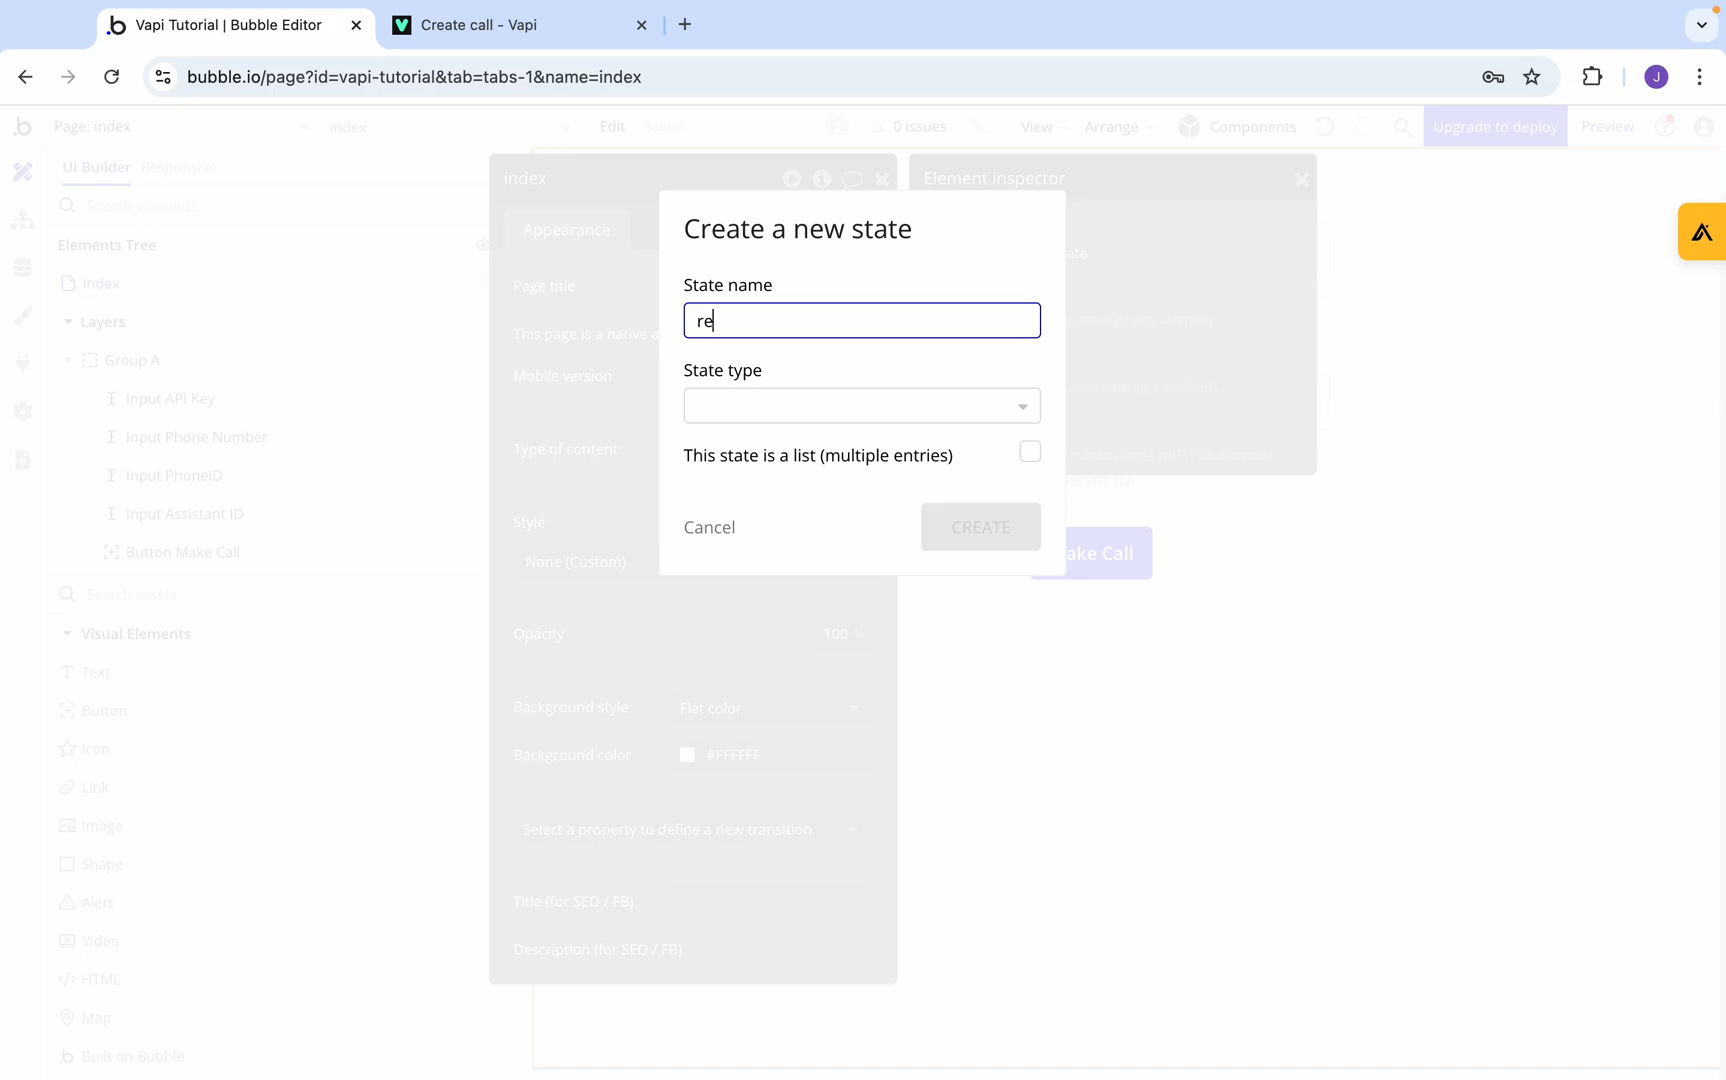 Vapi Tutorial | Bubble Editor
Create call - Vapi
bubble.io/page?id=vapi-tutorial&tab=tabs-1&name=index
J
Page: index
index
Edit
Saved
0 issues
View
Arrange
Components
Upgrade to deploy
Preview
UI Builder
Responsive
Search elements
Elements Tree
index
Layers
Group A
Input API Key
Input Phone Number
Input PhoneID
Input Assistant ID
Button Make Call
Search assets
Visual Elements
Text
Button
Icon
Link
Image
Shape
Alert
Video
HTML
Map
Built on Bubble
index
Appearance
Page title
This page is a native a
Mobile version
Type of content
Style
None (Custom)
Opacity
100 %
Background style
Flat color
Background color
#FFFFFF
Select a property to define a new transition
Title (for SEO / FB)
Description (for SEO / FB)
Element inspector
Create a new state
State name
re
State type
This state is a list (multiple entries)
Cancel
CREATE
stant ID
ake Call